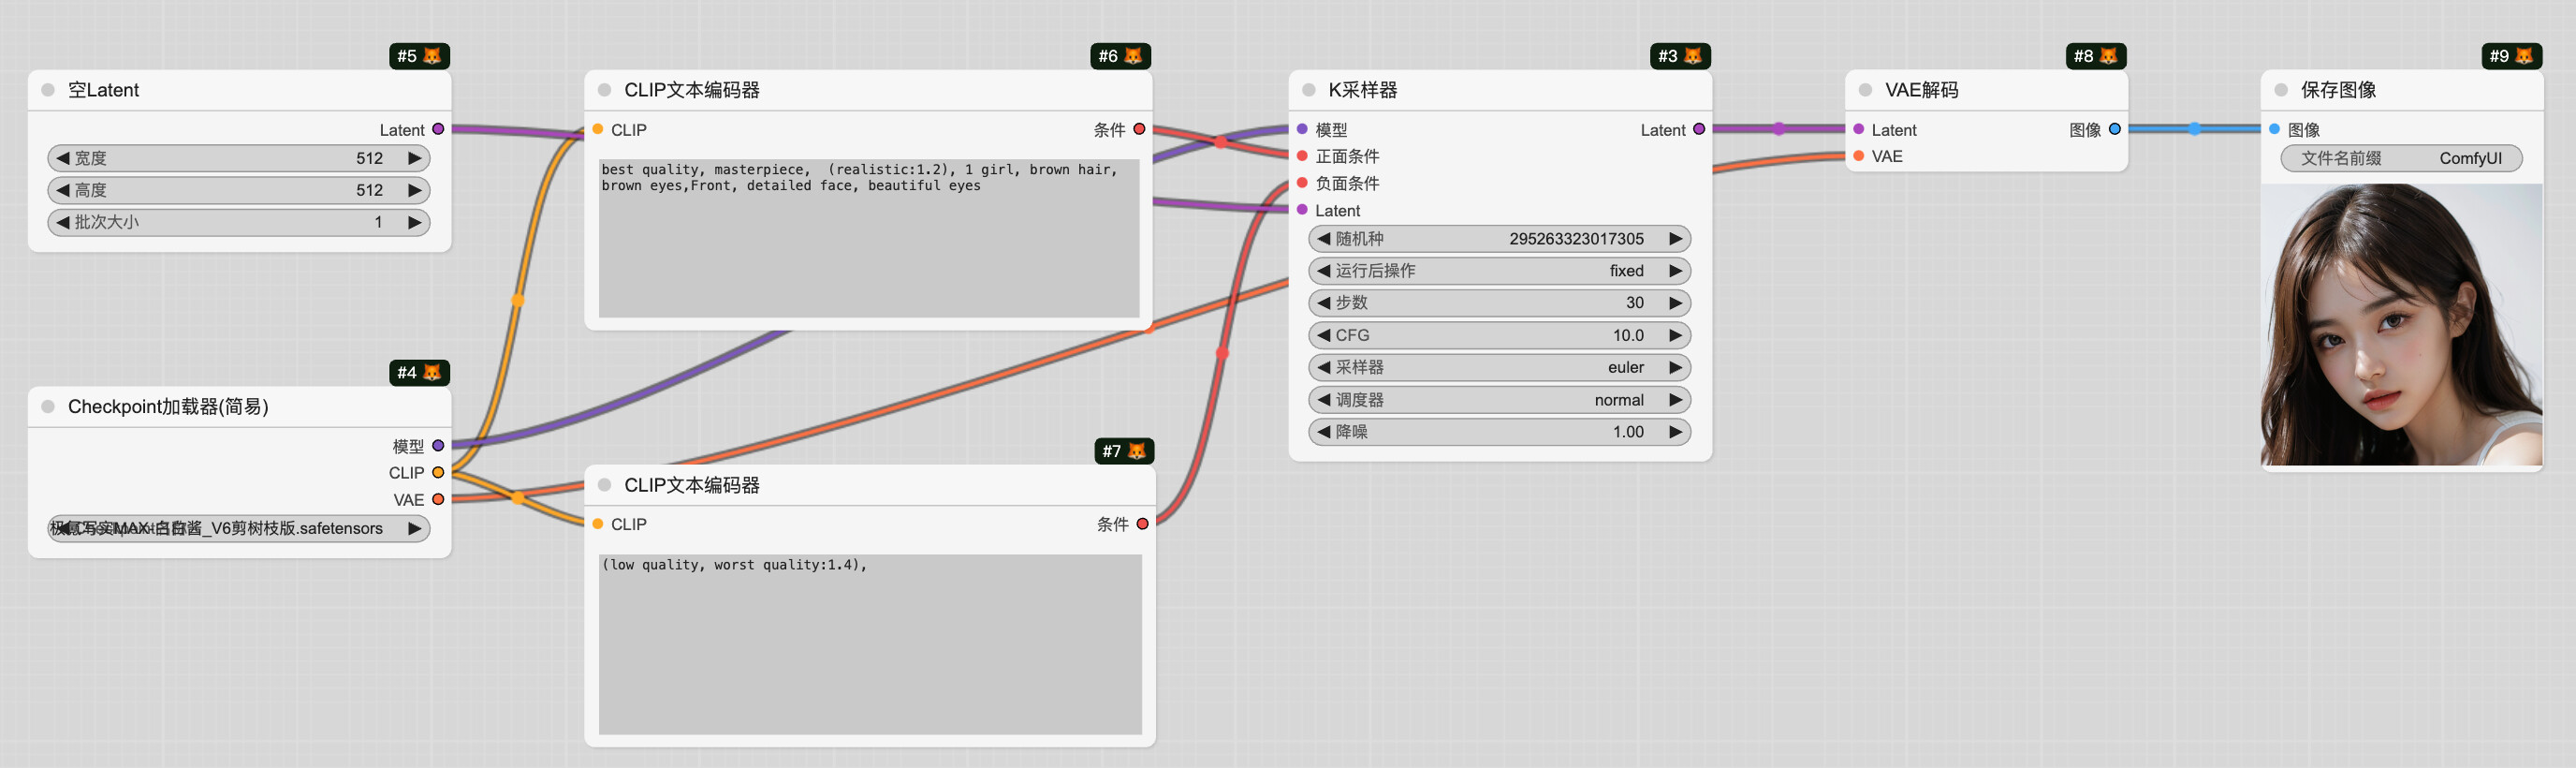 #5
空Latent
Latent
宽度 512
高度 512
批次大小 1
#4
Checkpoint加载器(简易)
模型
CLIP
VAE
白酱_V6剪树枝版.safetensors
#6
CLIP文本编码器
CLIP 条件
best quality, masterpiece,  (realistic:1.2), 1 girl, brown hair,
brown eyes,Front, detailed face, beautiful eyes
#7
CLIP文本编码器
CLIP 条件
(low quality, worst quality:1.4),
#3
K采样器
模型 Latent
正面条件
负面条件
Latent
随机种 295263323017305
运行后操作 fixed
步数 30
CFG 10.0
采样器 euler
调度器 normal
降噪 1.00
#8
VAE解码
Latent 图像
VAE
#9
保存图像
图像
文件名前缀 ComfyUI